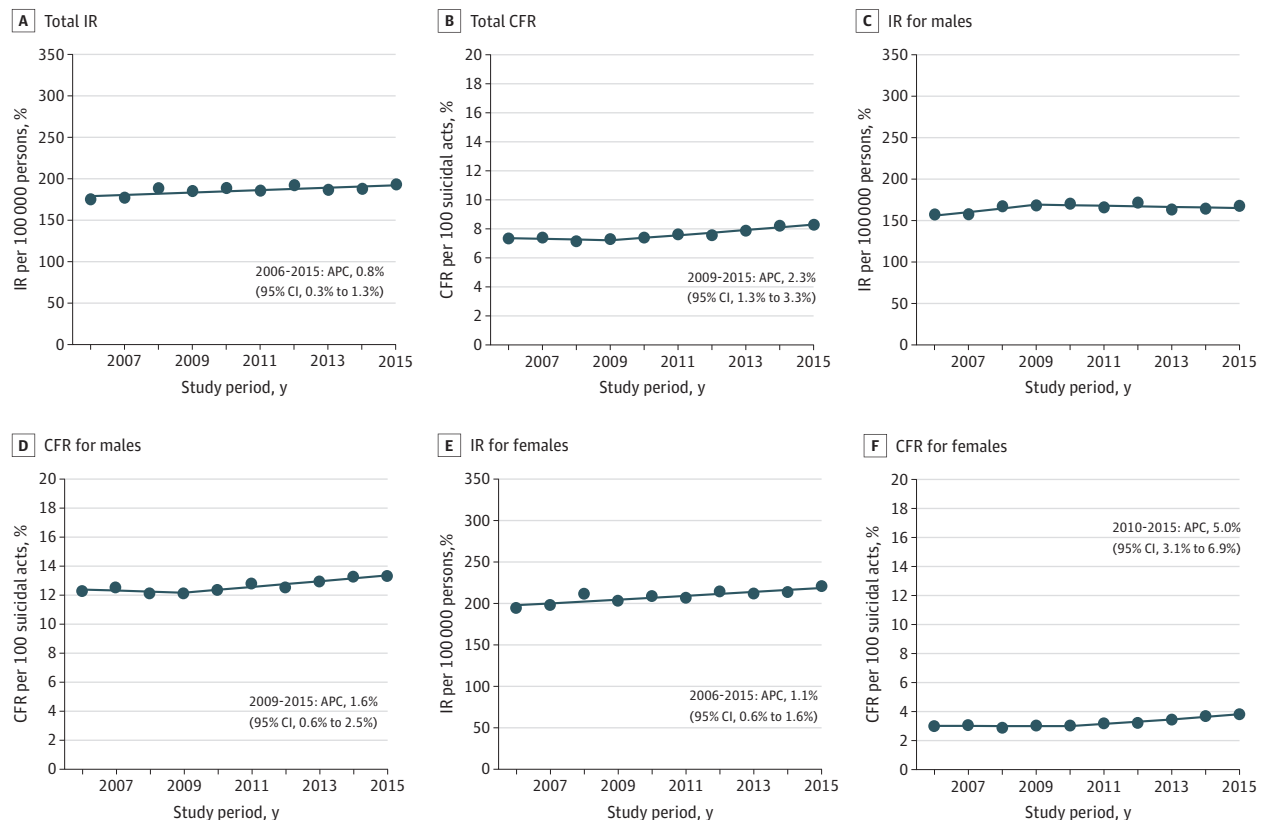 A Total IR
IR per 100 000 persons, %
350
300
250
200
150
100
50
0
2006-2015: APC, 0.8%
(95% CI, 0.3% to 1.3%)
2007 2009 2011 2013 2015
Study period, y
B Total CFR
CFR per 100 suicidal acts, %
20
18
16
14
12
10
8
6
4
2
0
2009-2015: APC, 2.3%
(95% CI, 1.3% to 3.3%)
2007 2009 2011 2013 2015
Study period, y
C IR for males
IR per 100 000 persons, %
350
300
250
200
150
100
50
0
2007 2009 2011 2013 2015
Study period, y
D CFR for males
CFR per 100 suicidal acts, %
20
18
16
14
12
10
8
6
4
2
0
2009-2015: APC, 1.6%
(95% CI, 0.6% to 2.5%)
2007 2009 2011 2013 2015
Study period, y
E IR for females
IR per 100 000 persons,%
350
300
250
200
150
100
50
0
2006-2015: APC, 1.1%
(95% CI, 0.6% to 1.6%)
2007 2009 2011 2013 2015
Study period, y
F CFR for females
CFR per 100 suicidal acts, %
20
18
16
14
12
10
8
6
4
2
0
2010-2015: APC, 5.0%
(95% CI, 3.1% to 6.9%)
2007 2009 2011 2013 2015
Study period, y